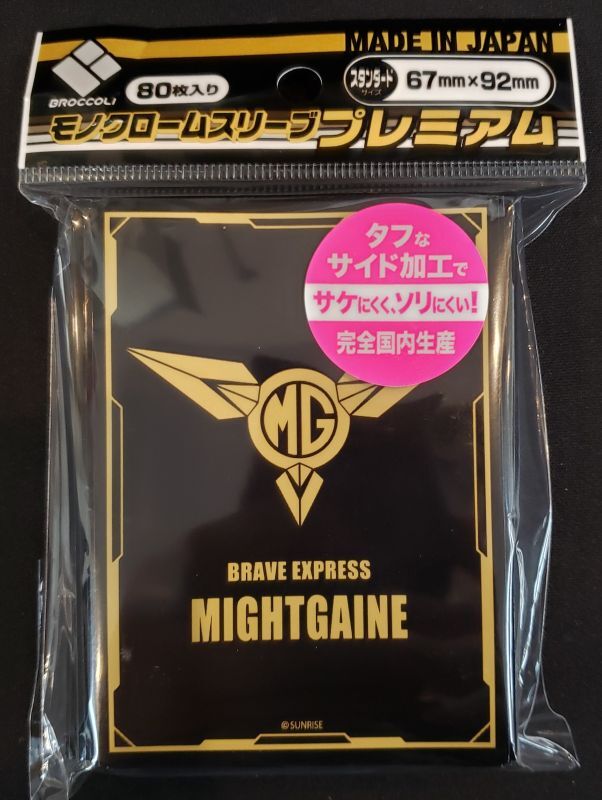 MADE IN JAPAN
BROCCOLI
80枚入り
スタンダード
サイズ
67mm×92mm
モノクロームスリーブプレミアム
タフな
サイド加工で
サケにくく、ソリにくい!
完全国内生産
MG
BRAVE EXPRESS
MIGHTGAINE
©SUNRISE